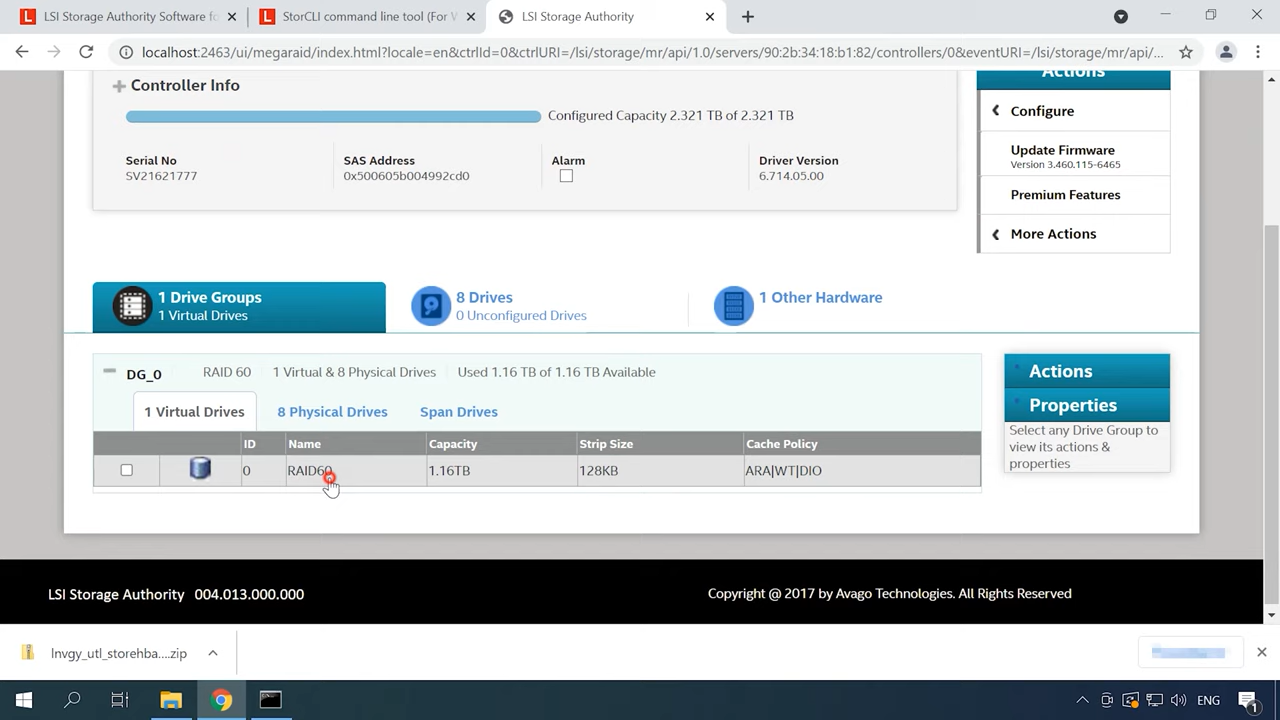 LSI Storage Authority Software fo
StorCLI command line tool (For W
LSI Storage Authority
localhost:2463/ui/megaraid/index.html?locale=en&ctrlId=0&ctrlURI=/lsi/storage/mr/api/1.0/servers/90:2b:34:18:b1:82/controllers/0&eventURI=/lsi/storage/mr/api/...
Controller Info
Configured Capacity 2.321 TB of 2.321 TB
Serial No
SV21621777
SAS Address
0x500605b004992cd0
Alarm
Driver Version
6.714.05.00
Actions
Configure
Update Firmware
Version 3.460.115-6465
Premium Features
More Actions
1 Drive Groups
1 Virtual Drives
8 Drives
0 Unconfigured Drives
1 Other Hardware
DG_0 RAID 60 1 Virtual & 8 Physical Drives Used 1.16 TB of 1.16 TB Available
1 Virtual Drives 8 Physical Drives Span Drives
ID Name Capacity Strip Size Cache Policy
0 RAID60 1.16TB 128KB ARA|WT|DIO
Actions
Properties
Select any Drive Group to
view its actions &
properties
LSI Storage Authority 004.013.000.000
Copyright @ 2017 by Avago Technologies. All Rights Reserved
lnvgy_utl_storehba....zip
ENG
1